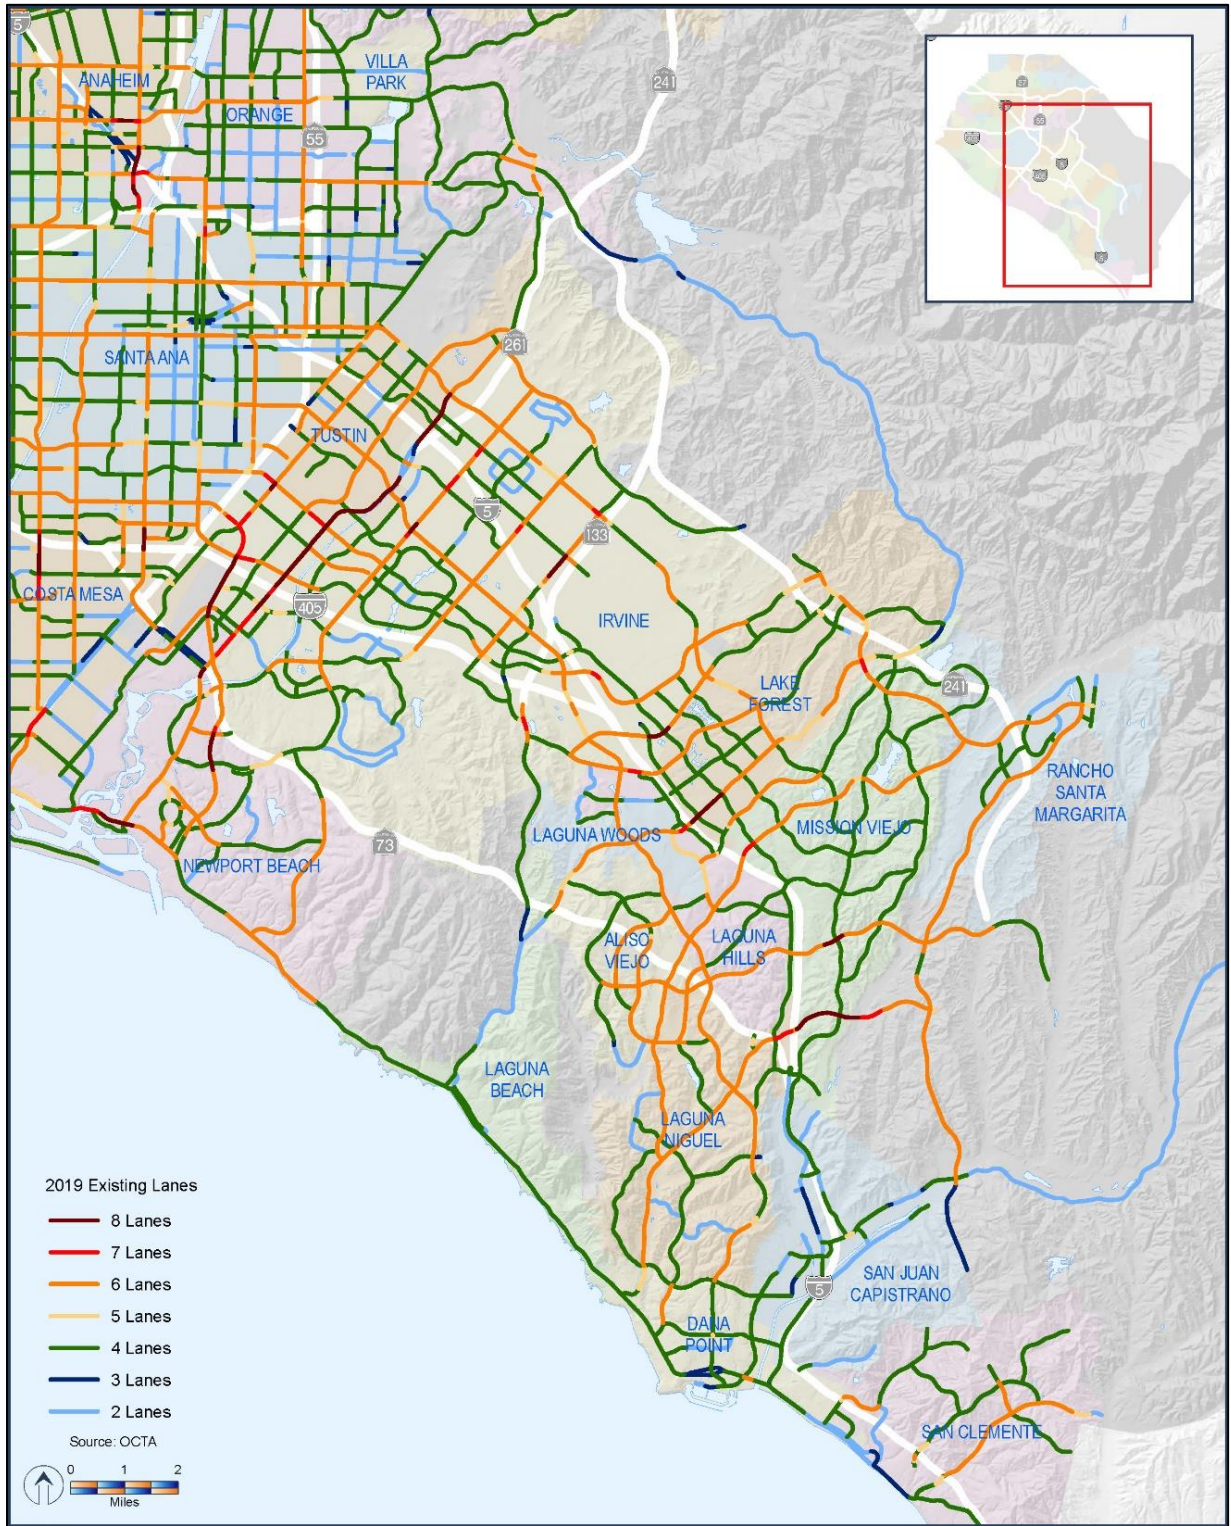 5
VILLA
PARK
ANAHEIM
241
ORANGE
55
261
SANTA ANA
TUSTIN
5
133
COSTA MESA
405
IRVINE
LAKE
FOREST
241
RANCHO
SANTA
MARGARITA
LAGUNA WOODS
MISSION VIEJO
73
NEWPORT BEACH
ALISO
VIEJO
LAGUNA
HILLS
LAGUNA
BEACH
LAGUNA
NIGUEL
SAN JUAN
CAPISTRANO
5
DANA
POINT
SAN CLEMENTE
2019 Existing Lanes
8 Lanes
7 Lanes
6 Lanes
5 Lanes
4 Lanes
3 Lanes
2 Lanes
Source: OCTA
0 1 2
Miles